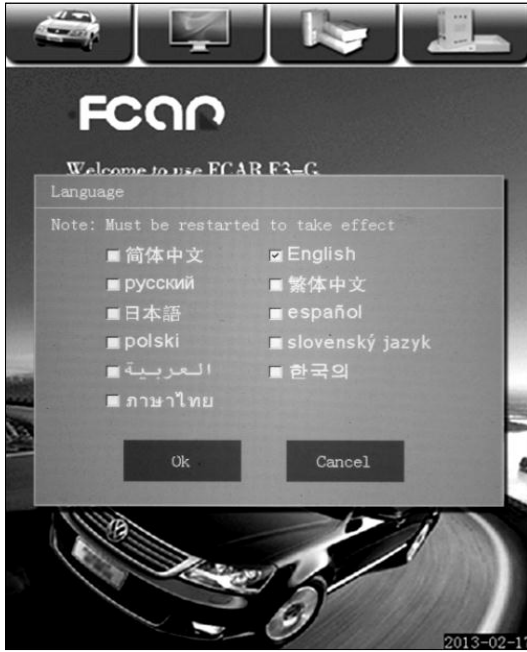 FCAR
Welcome to use FCAR F3-G
Language
Note: Must be restarted to take effect
简体中文
English
русский
繁体中文
日本語
español
polski
slovenský jazyk
العربية
한국의
ภาษาไทย
Ok
Cancel
2013-02-17